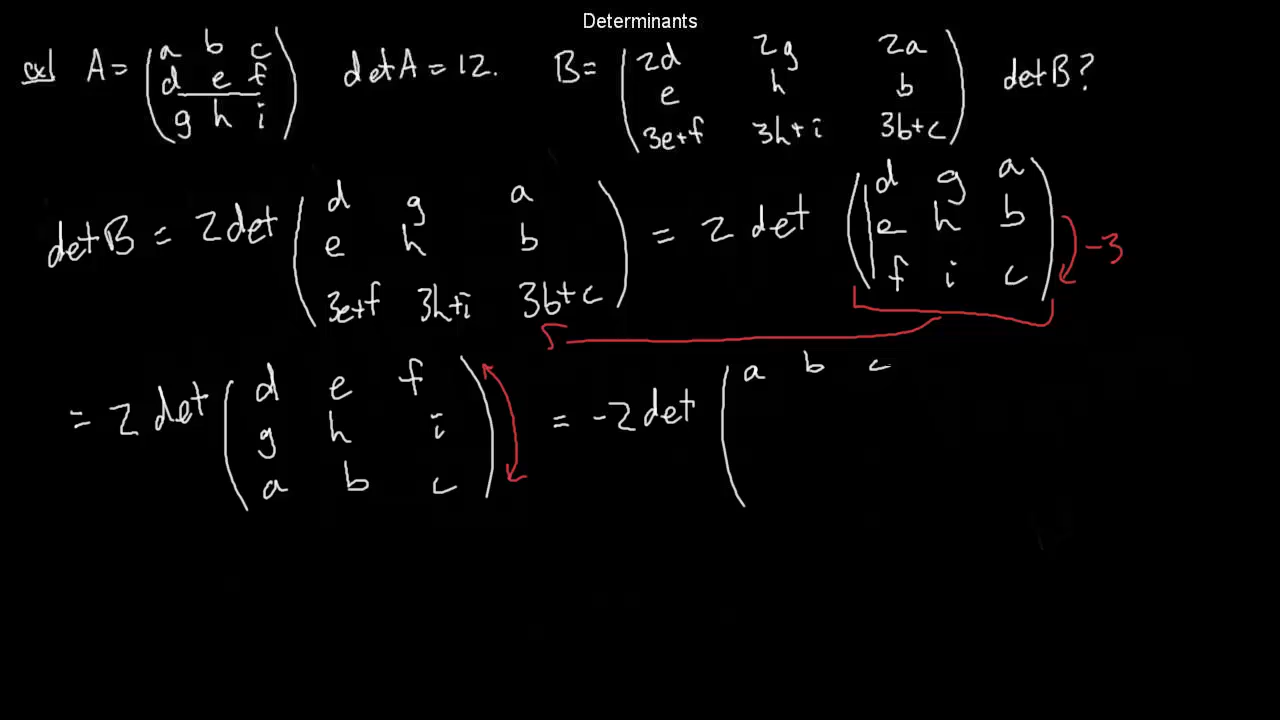 Determinants
ex1 A = ( a b c det A = 12. B = ( 2d 2g 2a det B?
d e f e h b
g h i ) 3e+f 3h+i 3b+c )
det B = 2 det ( d g a = 2 det ( d g a
e h b e h b
3e+f 3h+i 3b+c ) f i c ) -3
= 2 det ( d e f = -2 det ( a b c
g h i
a b c )